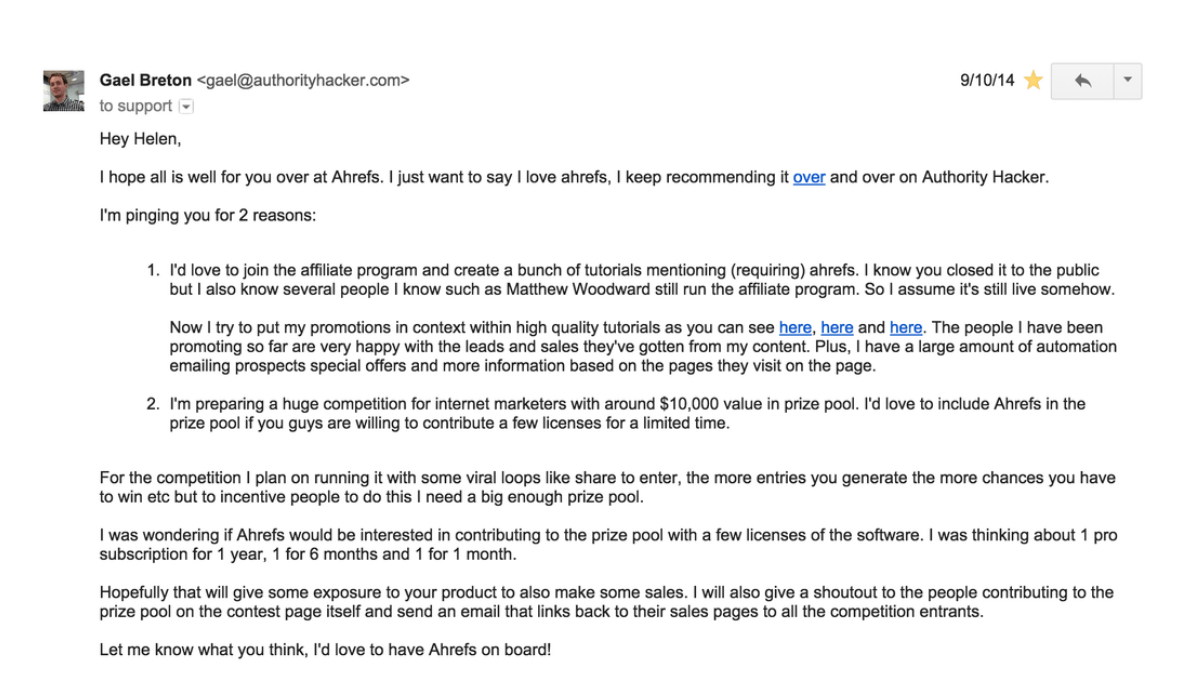 Gael Breton <gael@authorityhacker.com>
9/10/14
to support
Hey Helen,
I hope all is well for you over at Ahrefs. I just want to say I love ahrefs, I keep recommending it over and over on Authority Hacker.
I'm pinging you for 2 reasons:
1. I'd love to join the affiliate program and create a bunch of tutorials mentioning (requiring) ahrefs. I know you closed it to the public
but I also know several people I know such as Matthew Woodward still run the affiliate program. So I assume it's still live somehow.
Now I try to put my promotions in context within high quality tutorials as you can see here, here and here. The people I have been
promoting so far are very happy with the leads and sales they've gotten from my content. Plus, I have a large amount of automation
emailing prospects special offers and more information based on the pages they visit on the page.
2. I'm preparing a huge competition for internet marketers with around $10,000 value in prize pool. I'd love to include Ahrefs in the
prize pool if you guys are willing to contribute a few licenses for a limited time.
For the competition I plan on running it with some viral loops like share to enter, the more entries you generate the more chances you have
to win etc but to incentive people to do this I need a big enough prize pool.
I was wondering if Ahrefs would be interested in contributing to the prize pool with a few licenses of the software. I was thinking about 1 pro
subscription for 1 year, 1 for 6 months and 1 for 1 month.
Hopefully that will give some exposure to your product to also make some sales. I will also give a shoutout to the people contributing to the
prize pool on the contest page itself and send an email that links back to their sales pages to all the competition entrants.
Let me know what you think, I'd love to have Ahrefs on board!